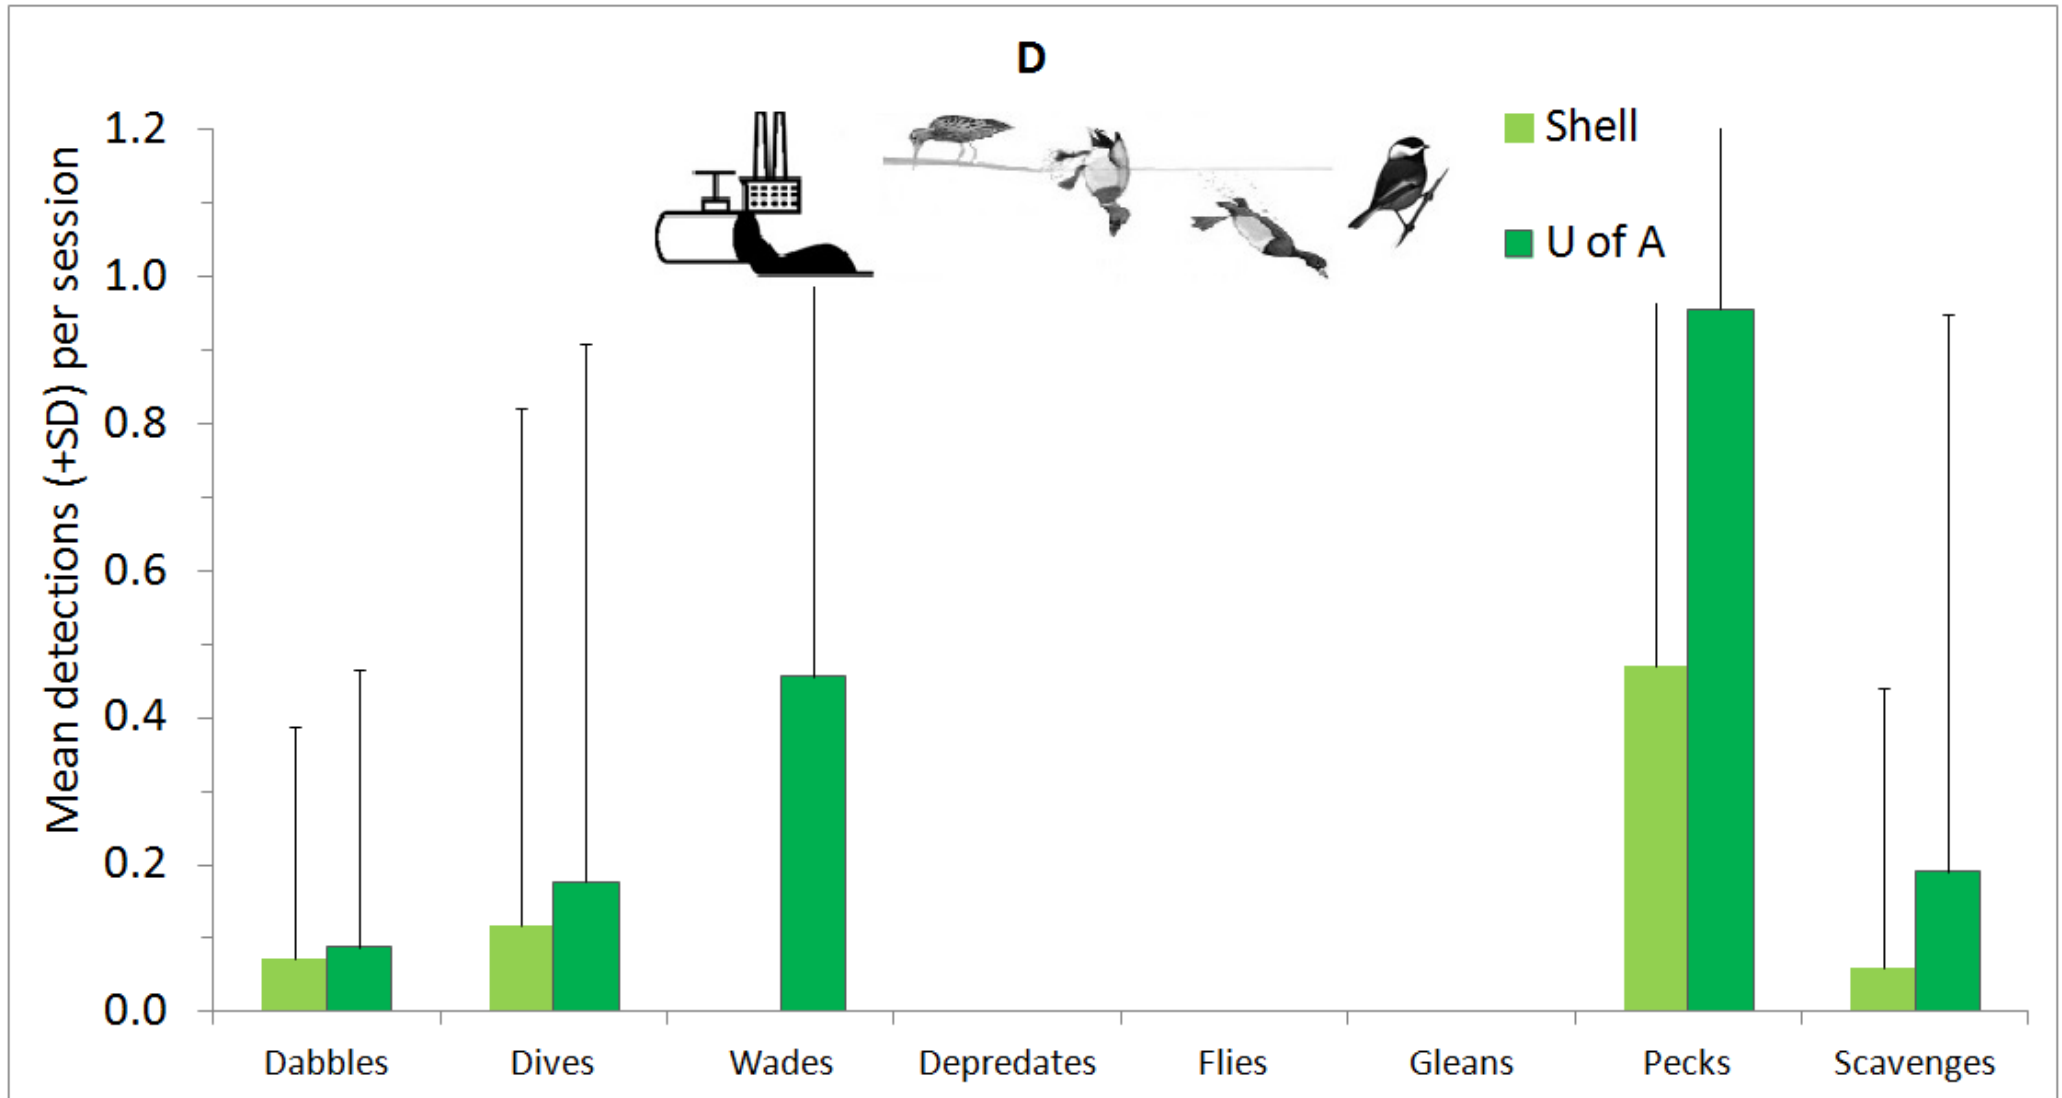 D
Shell
U of A
Mean detections (+SD) per session
1.2
1.0
0.8
0.6
0.4
0.2
0.0
Dabbles Dives Wades Depredates Flies Gleans Pecks Scavenges